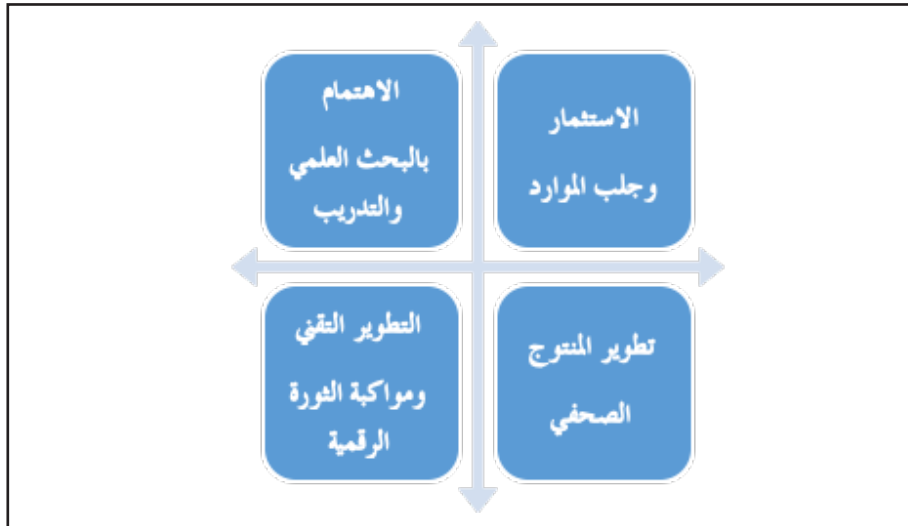 الاستثمار
وجلب الموارد
الاهتمام
بالبحث العلمي
والتدريب
تطوير المنتوج
الصحفي
التطوير التقني
ومواكبة الثورة
الرقمية